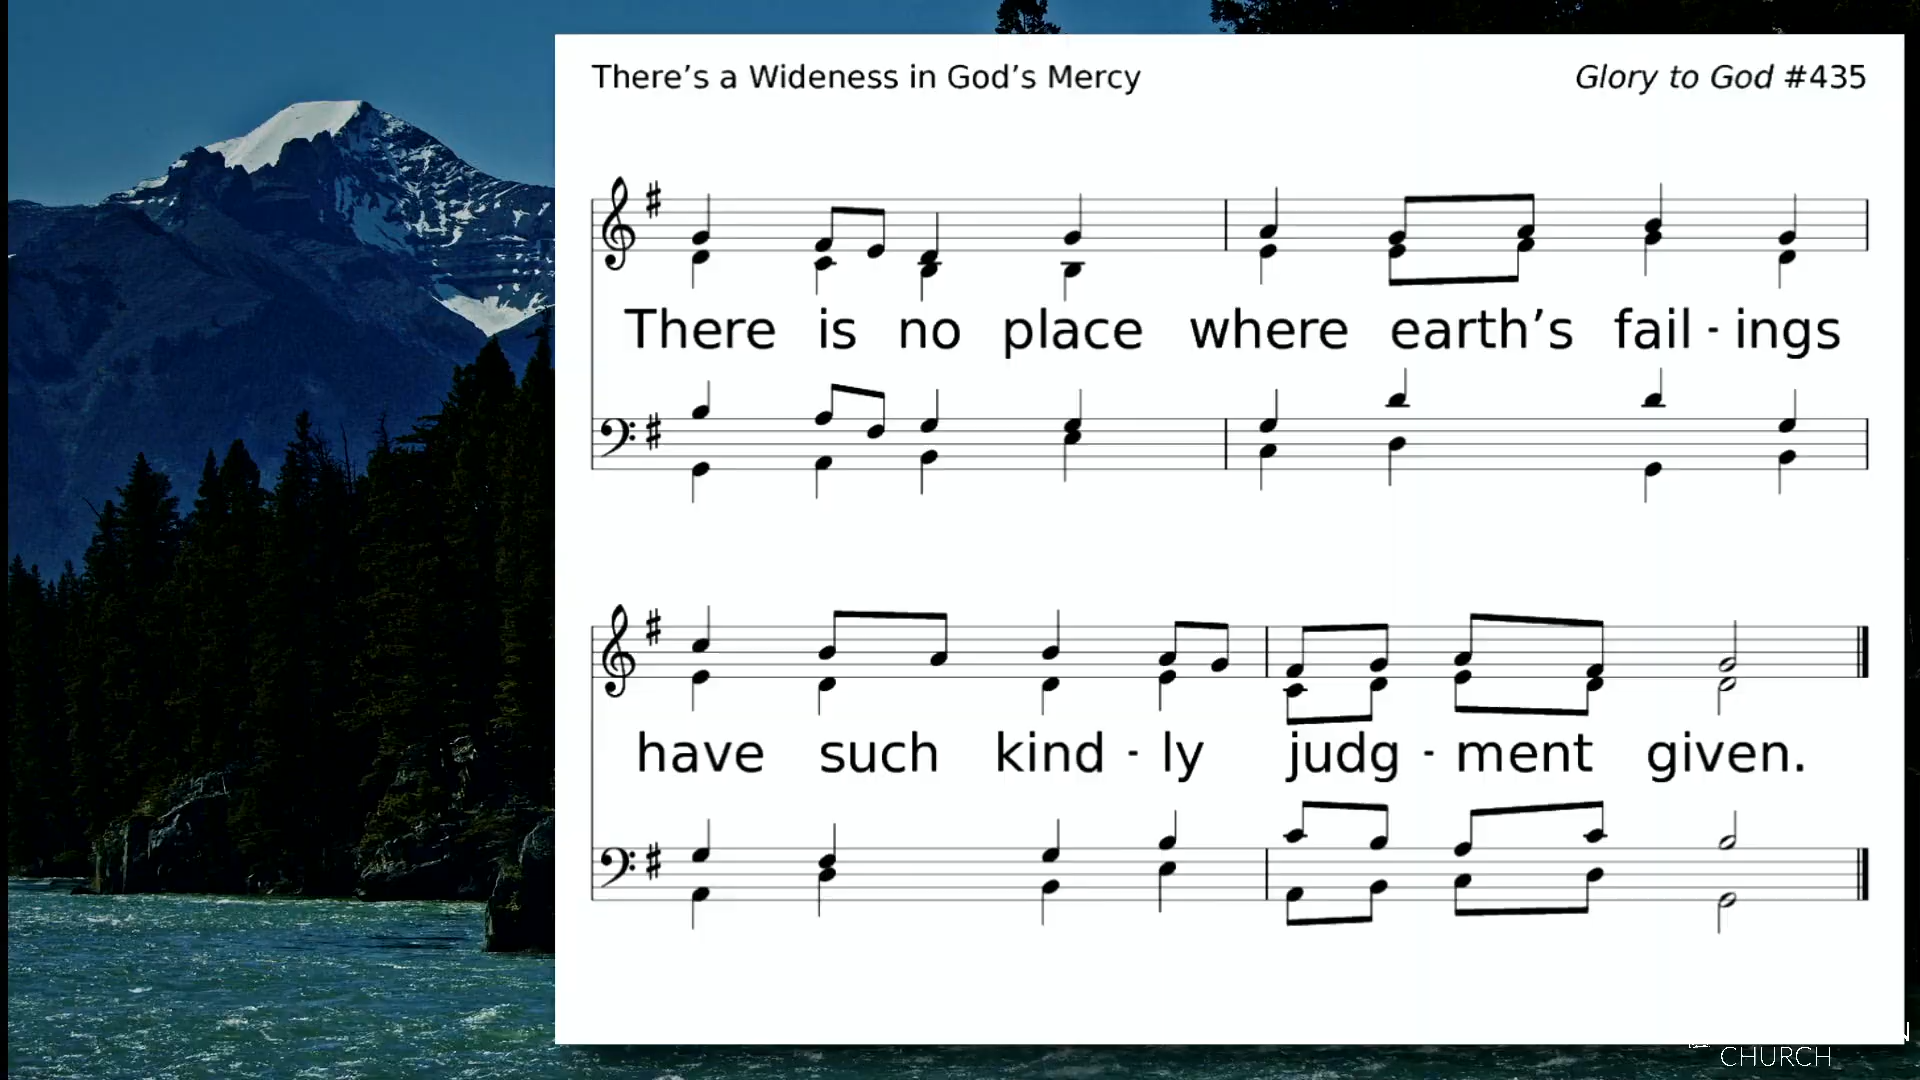 There’s a Wideness in God’s Mercy
Glory to God #435
There is no place where earth’s fail - ings
have such kind - ly judg - ment given.
CHURCH